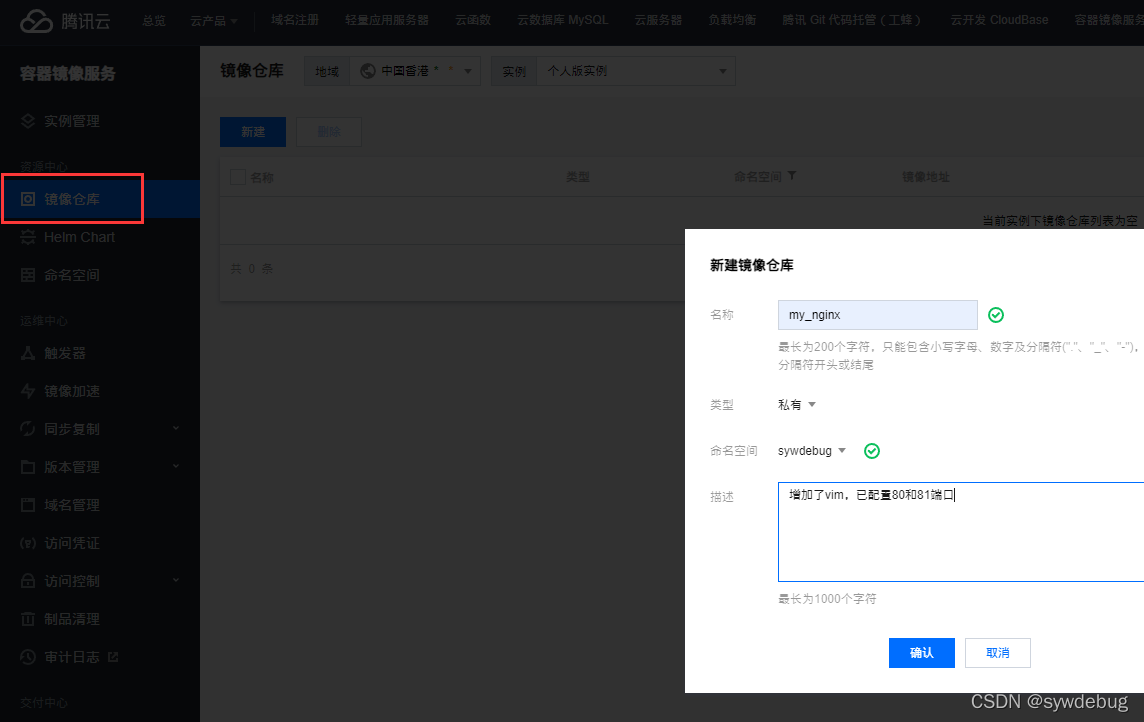 腾讯云 总览 云产品 域名注册 轻量应用服务器 云函数 云数据库 MySQL 云服务器 负载均衡 腾讯 Git 代码托管（工蜂） 云开发 CloudBase 容器镜像服务
容器镜像服务
镜像仓库 地域 中国香港 * * 实例 个人版实例
实例管理
新建 删除
资源中心
名称 类型 命名空间 镜像地址
镜像仓库
当前实例下镜像仓库列表为空
Helm Chart
共 0 条
命名空间
运维中心
触发器
镜像加速
同步复制
版本管理
域名管理
访问凭证
访问控制
制品清理
审计日志
交付中心
新建镜像仓库
名称 my_nginx
最长为200个字符，只能包含小写字母、数字及分隔符("."、"_"、"-")，
分隔符开头或结尾
类型 私有
命名空间 sywdebug
描述 增加了vim，已配置80和81端口
最长为1000个字符
确认 取消
CSDN @sywdebug